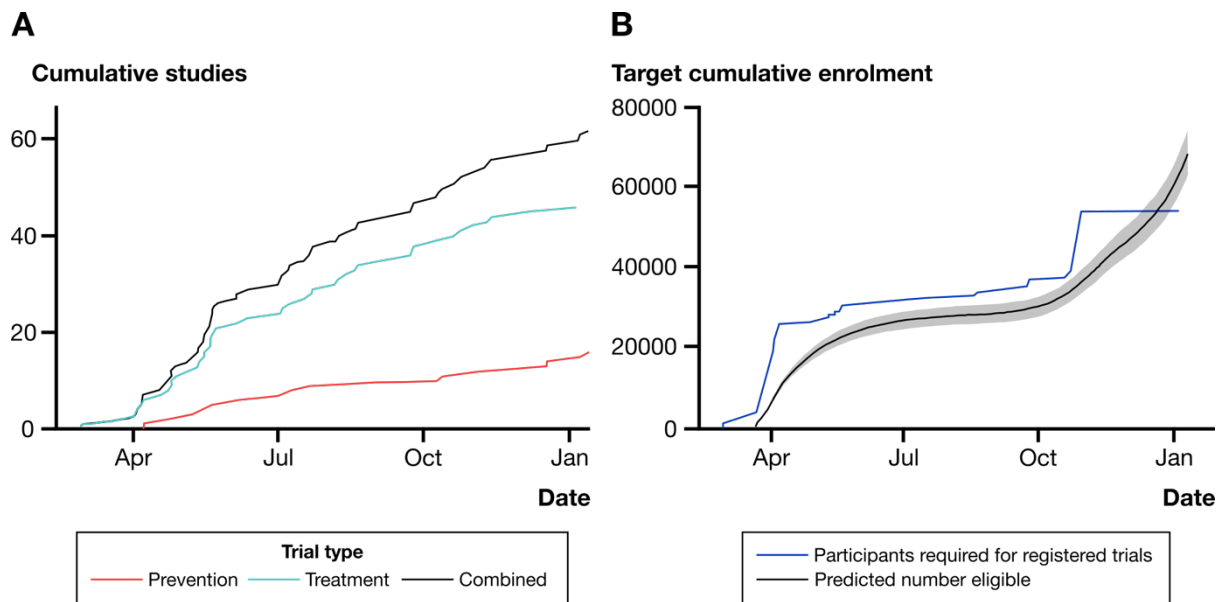 A
Cumulative studies
60
40
20
0
Apr
Jul
Oct
Jan
Date
Trial type
Prevention
Treatment
Combined
B
Target cumulative enrolment
80000
60000
40000
20000
0
Apr
Jul
Oct
Jan
Date
Participants required for registered trials
Predicted number eligible